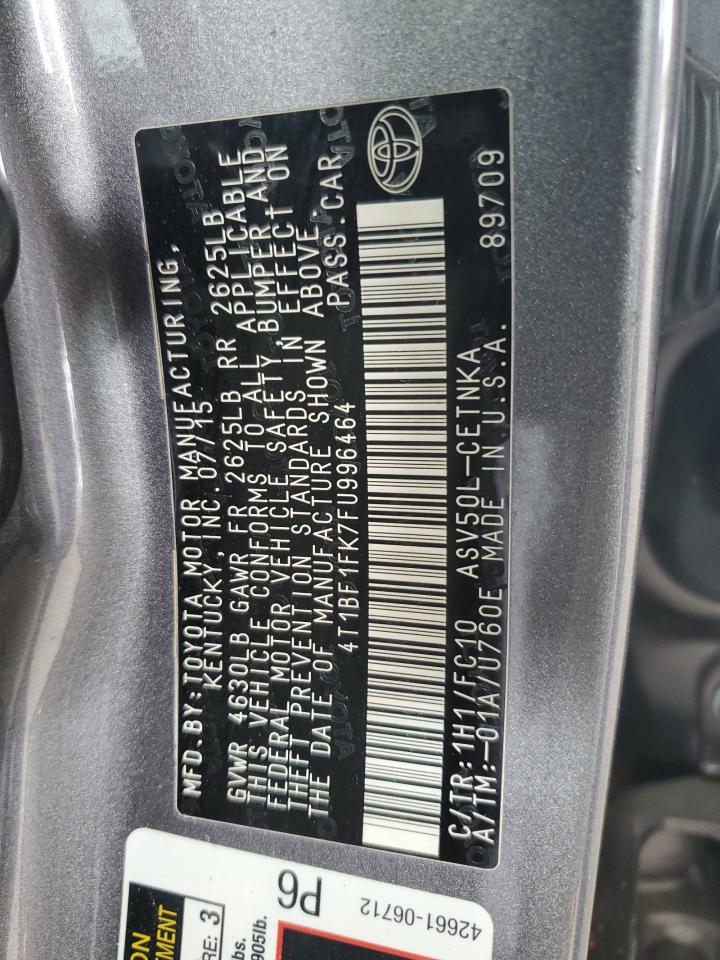 MFD.BY:TOYOTA MOTOR MANUFACTURING,
KENTUCKY, INC. 07/15
GVWR 4630LB GAWR FR 2625LB RR 2625LB
THIS VEHICLE CONFORMS TO ALL APPLICABLE
FEDERAL MOTOR VEHICLE SAFETY, BUMPER AND
THEFT PREVENTION STANDARDS IN EFFECT ON
THE DATE OF MANUFACTURE SHOWN ABOVE.
4T1BF1FK7FU996464 PASS.CAR
C/TR:1H1/FC10 ASV50L-CETNKA 89709
A/TM:-01A/U760E MADE IN U.S.A.
P6
42661-06712
3
905lb.